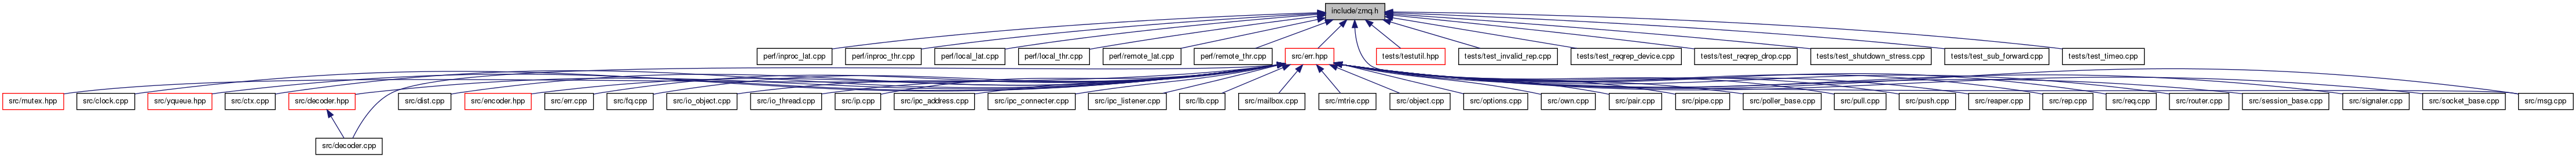 include/zmq.h
perf/inproc_lat.cpp
perf/inproc_thr.cpp
perf/local_lat.cpp
perf/local_thr.cpp
perf/remote_lat.cpp
perf/remote_thr.cpp
src/err.hpp
tests/testutil.hpp
tests/test_invalid_rep.cpp
tests/test_reqrep_device.cpp
tests/test_reqrep_drop.cpp
tests/test_shutdown_stress.cpp
tests/test_sub_forward.cpp
tests/test_timeo.cpp
src/mutex.hpp
src/clock.cpp
src/yqueue.hpp
src/ctx.cpp
src/decoder.hpp
src/dist.cpp
src/encoder.hpp
src/err.cpp
src/fq.cpp
src/io_object.cpp
src/io_thread.cpp
src/ip.cpp
src/ipc_address.cpp
src/ipc_connecter.cpp
src/ipc_listener.cpp
src/lb.cpp
src/mailbox.cpp
src/mtrie.cpp
src/object.cpp
src/options.cpp
src/own.cpp
src/pair.cpp
src/pipe.cpp
src/poller_base.cpp
src/pull.cpp
src/push.cpp
src/reaper.cpp
src/rep.cpp
src/req.cpp
src/router.cpp
src/session_base.cpp
src/signaler.cpp
src/socket_base.cpp
src/msg.cpp
src/decoder.cpp